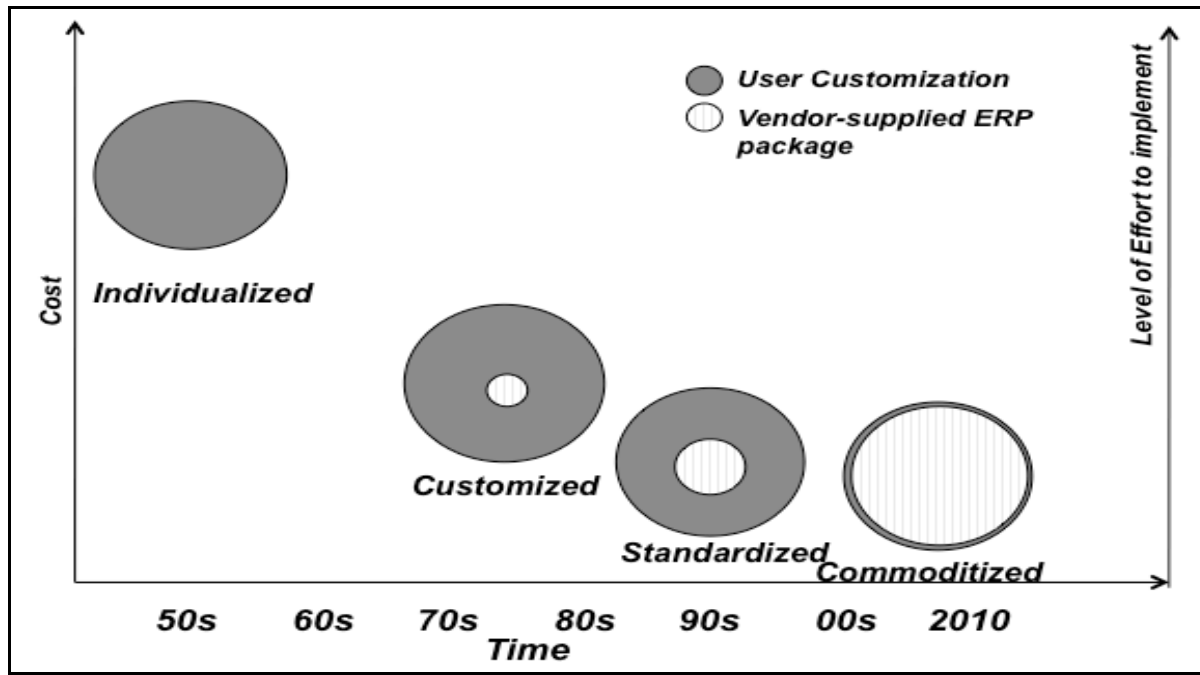 User Customization
Vendor-supplied ERP
package
Level of Effort to implement
Cost
Individualized
Customized
Standardized
Commoditized
50s 60s 70s 80s 90s 00s 2010
Time